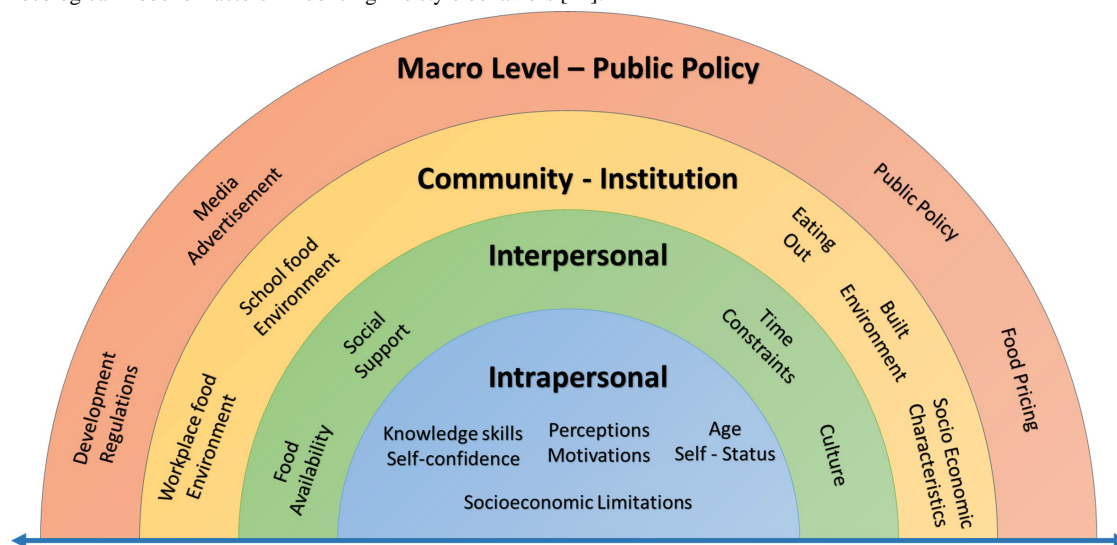 Macro Level – Public Policy
Media
Advertisement
Public Policy
Development
Regulations
Food Pricing
Community - Institution
School food
Environment
Eating
Out
Workplace food
Environment
Built
Environment
Socio Economic
Characteristics
Interpersonal
Social
Support
Time
Constraints
Food
Availability
Culture
Intrapersonal
Knowledge skills
Self-confidence
Perceptions
Motivations
Age
Self - Status
Socioeconomic Limitations